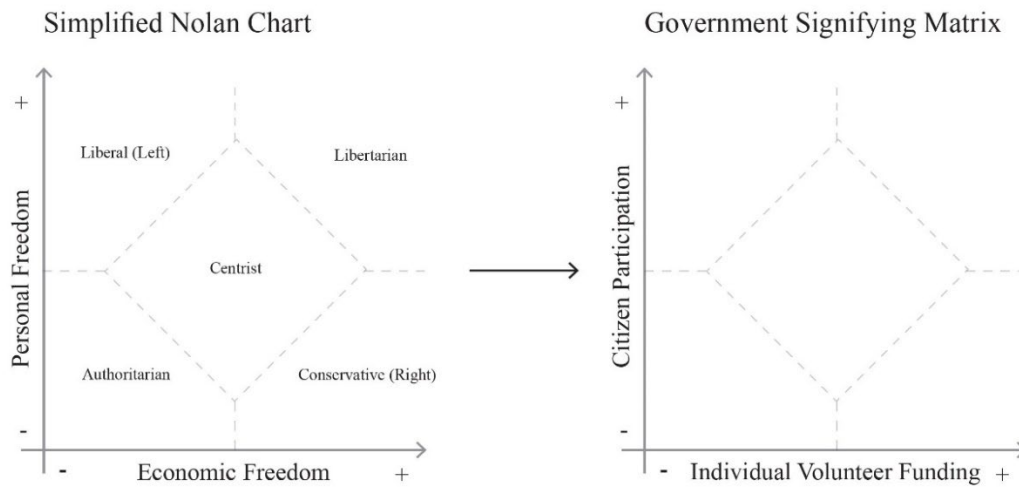 Simplified Nolan Chart
+
Personal Freedom
-
Liberal (Left)
Libertarian
Centrist
Authoritarian
Conservative (Right)
-
Economic Freedom
+
Government Signifying Matrix
+
Citizen Participation
-
-
Individual Volunteer Funding
+